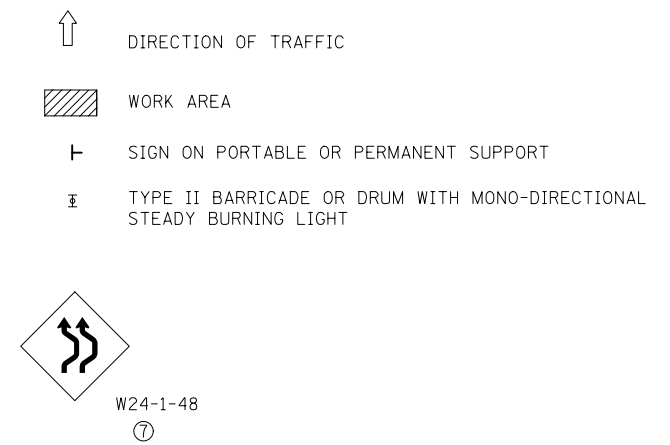 DIRECTION OF TRAFFIC
WORK AREA
SIGN ON PORTABLE OR PERMANENT SUPPORT
TYPE II BARRICADE OR DRUM WITH MONO-DIRECTIONAL
STEADY BURNING LIGHT
W24-1-48
7